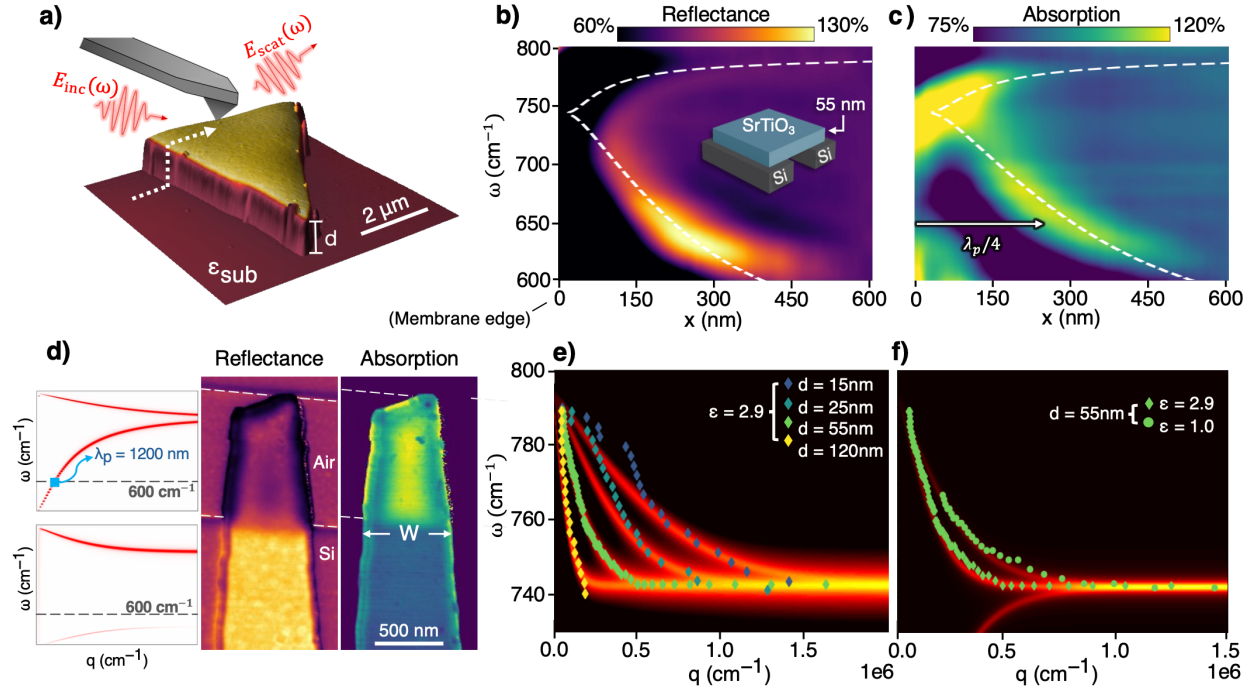 a)
E_inc(ω)
E_scat(ω)
2 μm
d
ε_sub
b)
60% Reflectance 130%
800
750
700
650
600
ω (cm⁻¹)
SrTiO₃
55 nm
Si
Si
0 150 300 450 600
x (nm)
(Membrane edge)
c)
75% Absorption 120%
λ_p/4
0 150 300 450 600
x (nm)
d)
Reflectance
Absorption
ω (cm⁻¹)
λ_p = 1200 nm
600 cm⁻¹
ω (cm⁻¹)
600 cm⁻¹
q (cm⁻¹)
Air
Si
W
500 nm
e)
800
780
760
740
ω (cm⁻¹)
ε = 2.9
d = 15nm
d = 25nm
d = 55nm
d = 120nm
0.0 0.5 1.0 1.5
q (cm⁻¹)
1e6
f)
d = 55nm
ε = 2.9
ε = 1.0
0.0 0.5 1.0 1.5
q (cm⁻¹)
1e6